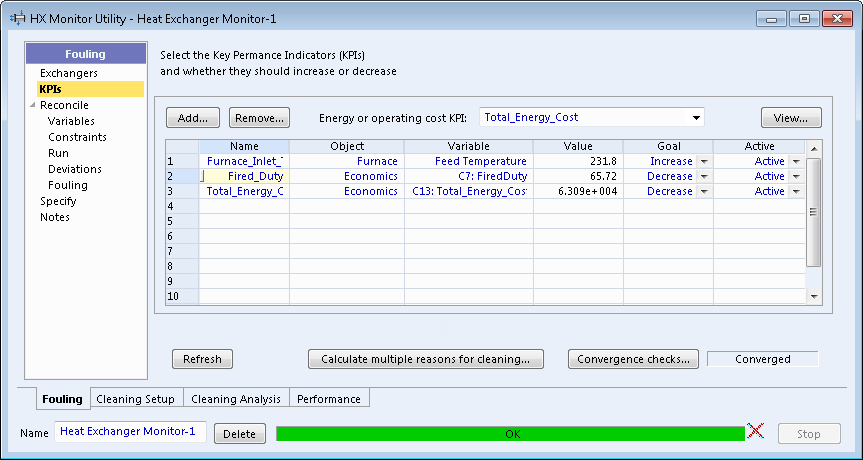 HX Monitor Utility - Heat Exchanger Monitor-1
Fouling
Exchangers
KPIs
Reconcile
Variables
Constraints
Run
Deviations
Fouling
Specify
Notes
Select the Key Permance Indicators (KPIs)
and whether they should increase or decrease
Add... Remove... Energy or operating cost KPI: Total_Energy_Cost View...
Name Object Variable Value Goal Active
1 Furnace_Inlet_ Furnace Feed Temperature 231.8 Increase Active
2 Fired_Duty Economics C7: FiredDuty 65.72 Decrease Active
3 Total_Energy_C Economics C13: Total_Energy_Cos 6.309e+004 Decrease Active
4
5
6
7
8
9
10
Refresh Calculate multiple reasons for cleaning... Convergence checks... Converged
Fouling Cleaning Setup Cleaning Analysis Performance
Name Heat Exchanger Monitor-1 Delete OK Stop